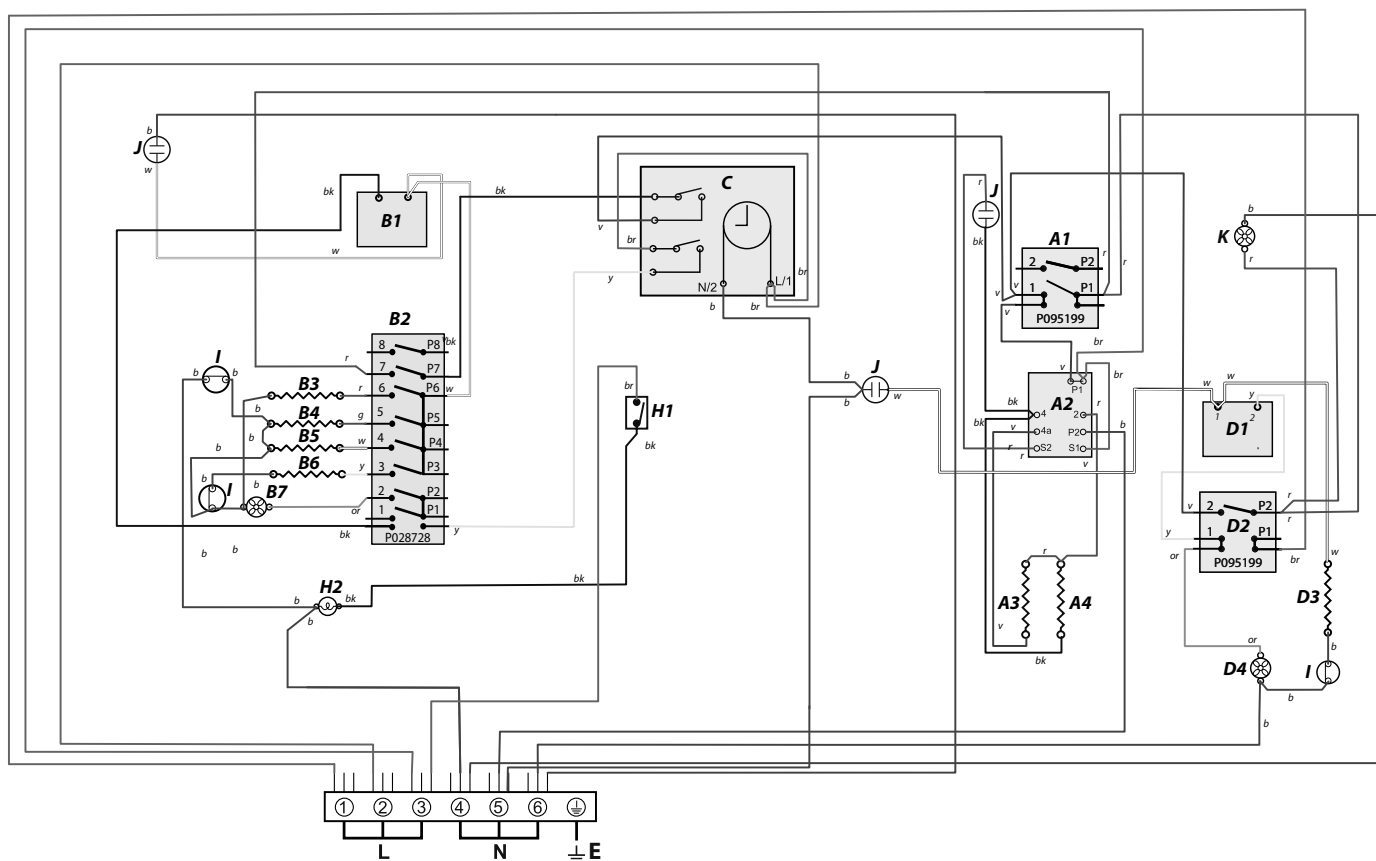 b
J
w
bk
B1
w
bk
C
v
br
y
N/2
L/1
br
b
br
r
J
bk
A1
2
P2
r
r
v
v
1
P1
v
P095199
br
b
K
r
B2
8
P8
bk
r
7
P7
I
b
b
B3
r
6
P6
w
b
B4
g
5
P5
b
b
B5
w
4
P4
B6
y
3
P3
b
b
I
B7
2
P2
or
1
P1
bk
y
P028728
b
b
br
H1
bk
b
b
J
w
v
P1
br
bk
A2
r
4
2
bk
v
4a
P2
b
r
S2
S1
r
v
w
w
y
1
2
D1
r
v
2
P2
r
D2
y
1
P1
or
br
P095199
w
r
A3
A4
v
bk
D3
or
b
D4
I
b
b
H2
b
bk
bk
b
1
2
3
4
5
6
L
N
E